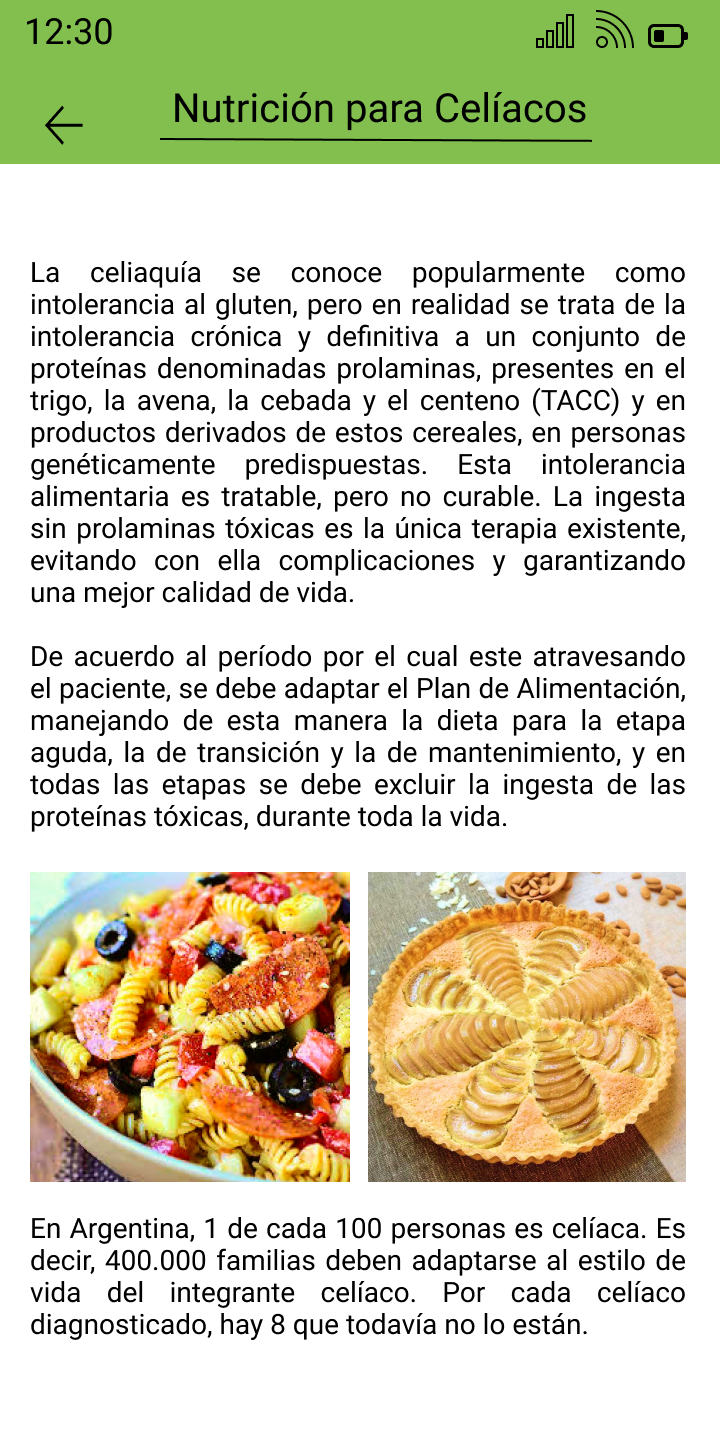 12:30
Nutrición para Celíacos
La celiaquía se conoce popularmente como
intolerancia al gluten, pero en realidad se trata de la
intolerancia crónica y definitiva a un conjunto de
proteínas denominadas prolaminas, presentes en el
trigo, la avena, la cebada y el centeno (TACC) y en
productos derivados de estos cereales, en personas
genéticamente predispuestas. Esta intolerancia
alimentaria es tratable, pero no curable. La ingesta
sin prolaminas tóxicas es la única terapia existente,
evitando con ella complicaciones y garantizando
una mejor calidad de vida.
De acuerdo al período por el cual este atravesando
el paciente, se debe adaptar el Plan de Alimentación,
manejando de esta manera la dieta para la etapa
aguda, la de transición y la de mantenimiento, y en
todas las etapas se debe excluir la ingesta de las
proteínas tóxicas, durante toda la vida.
En Argentina, 1 de cada 100 personas es celíaca. Es
decir, 400.000 familias deben adaptarse al estilo de
vida del integrante celíaco. Por cada celíaco
diagnosticado, hay 8 que todavía no lo están.